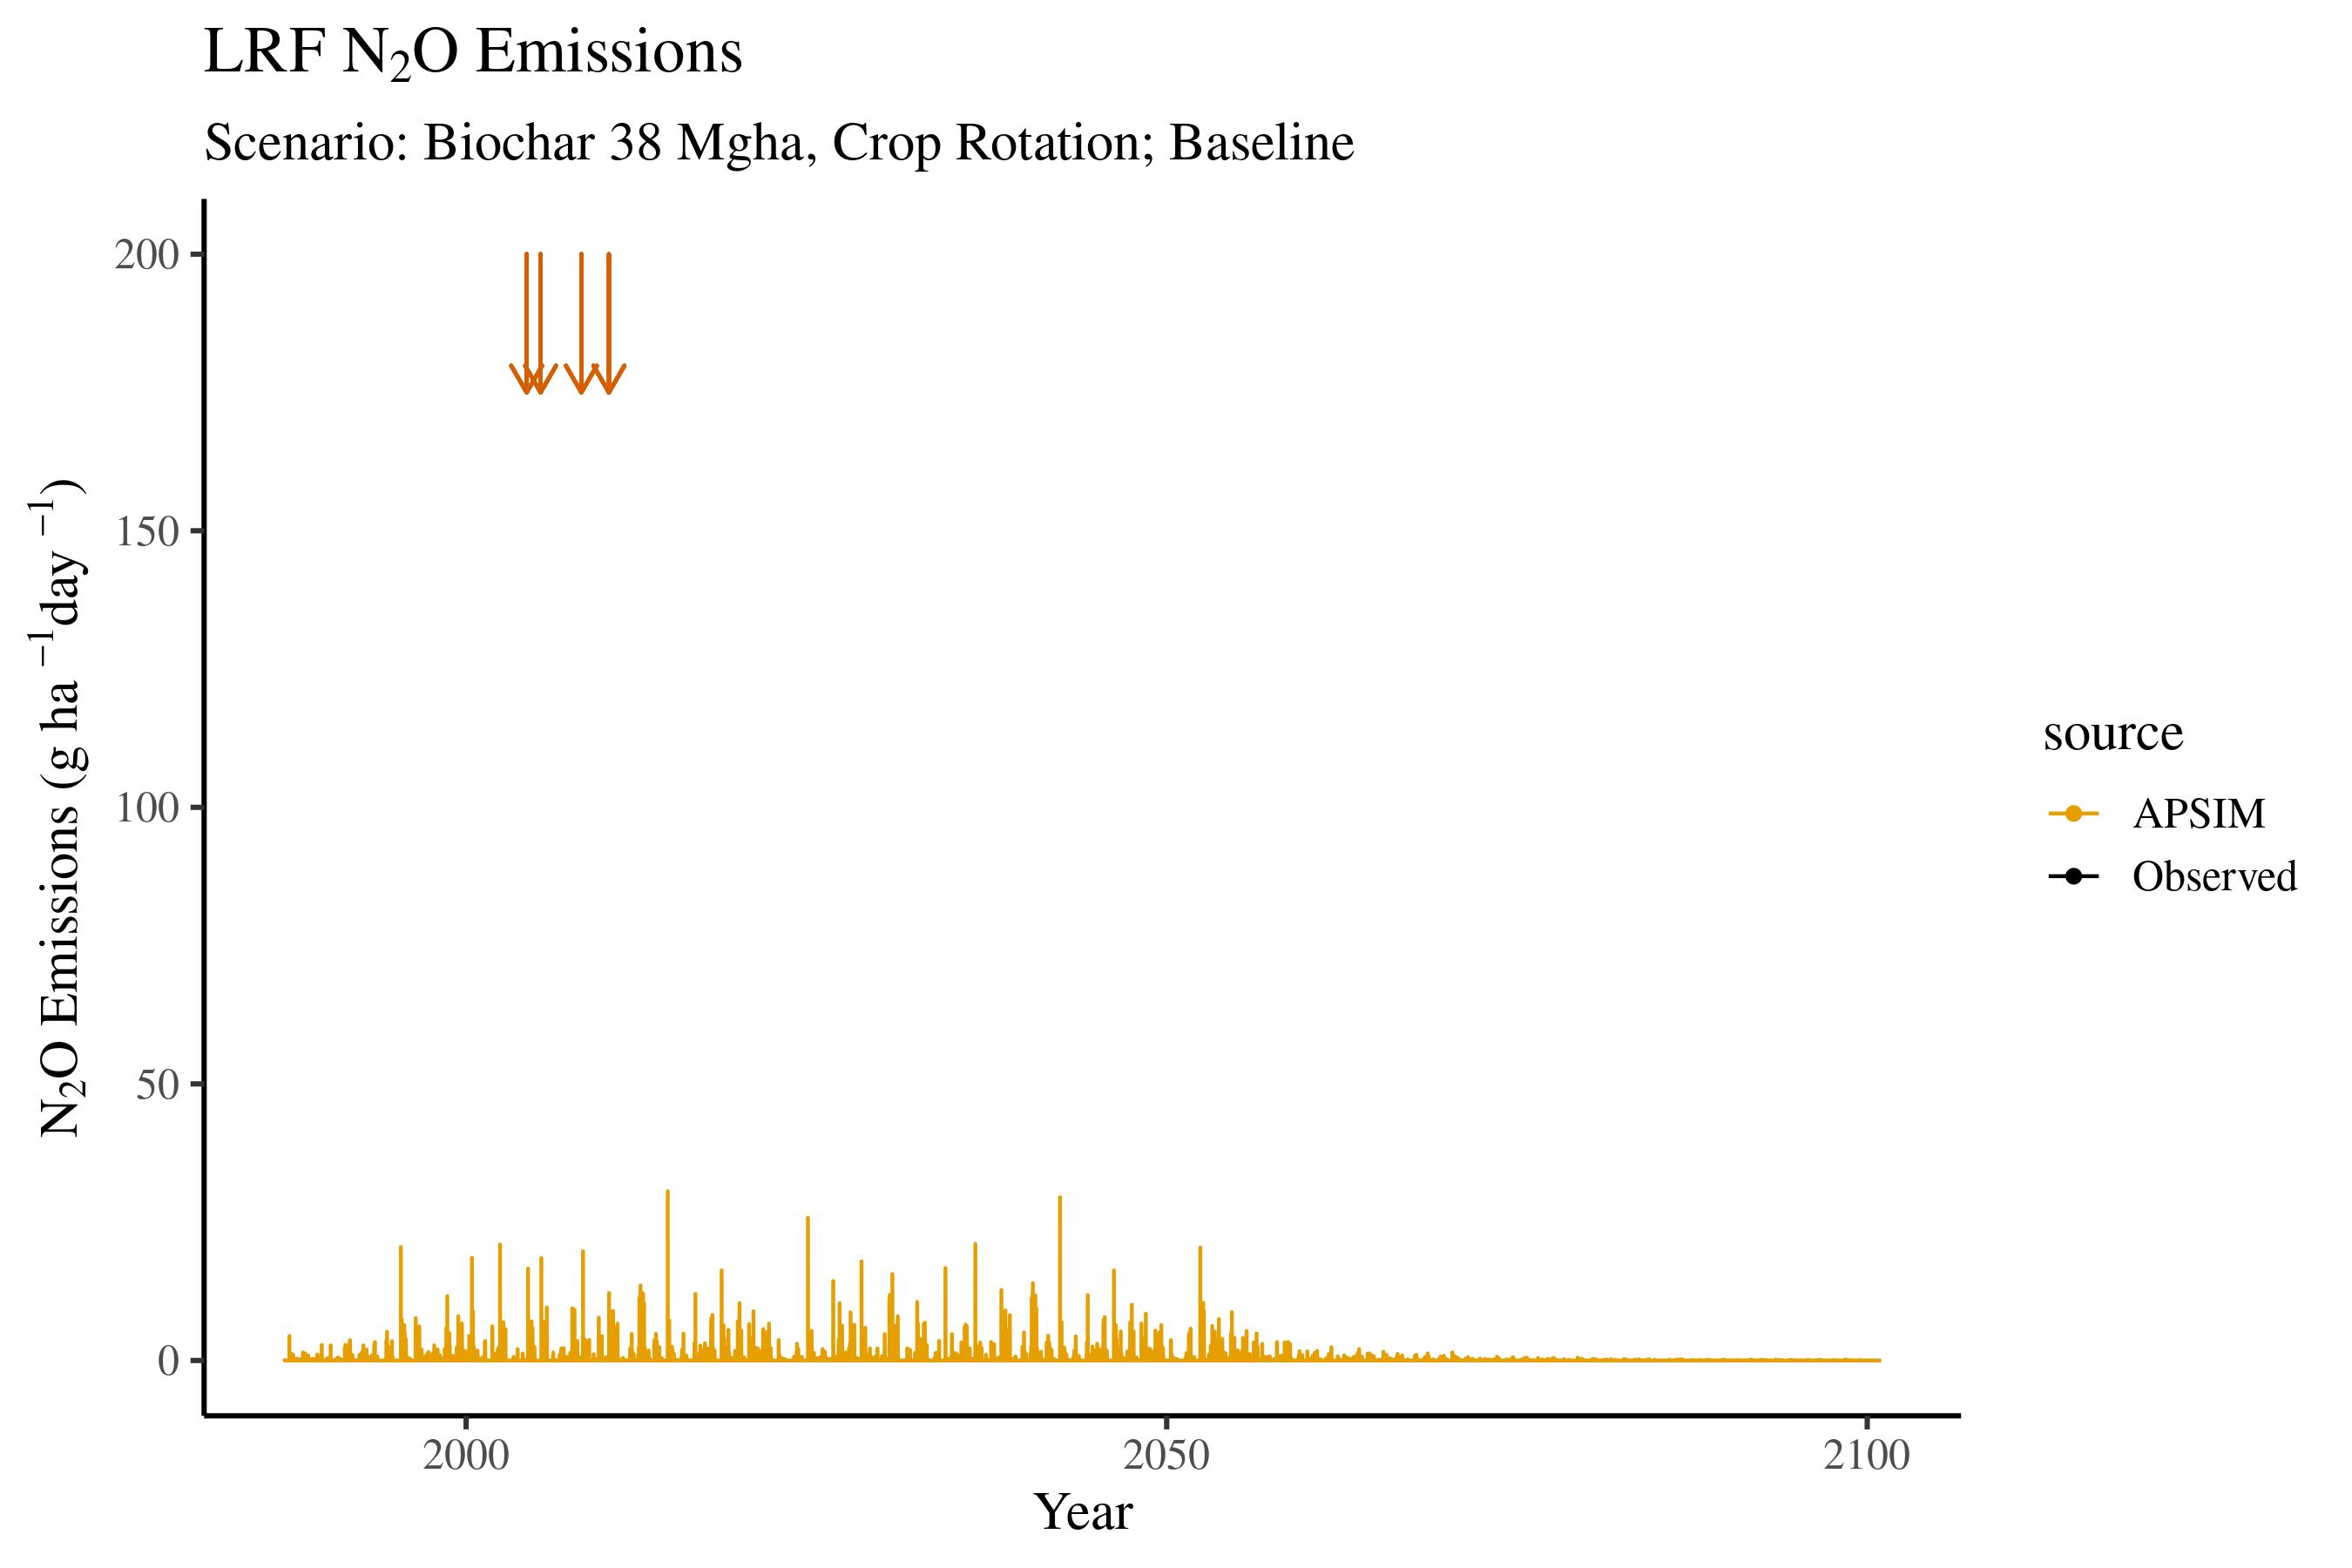 LRF N₂O Emissions
Scenario: Biochar 38 Mgha, Crop Rotation; Baseline
N₂O Emissions (g ha ⁻¹day ⁻¹)
200
150
100
50
0
2000 2050 2100
Year
source
APSIM
Observed